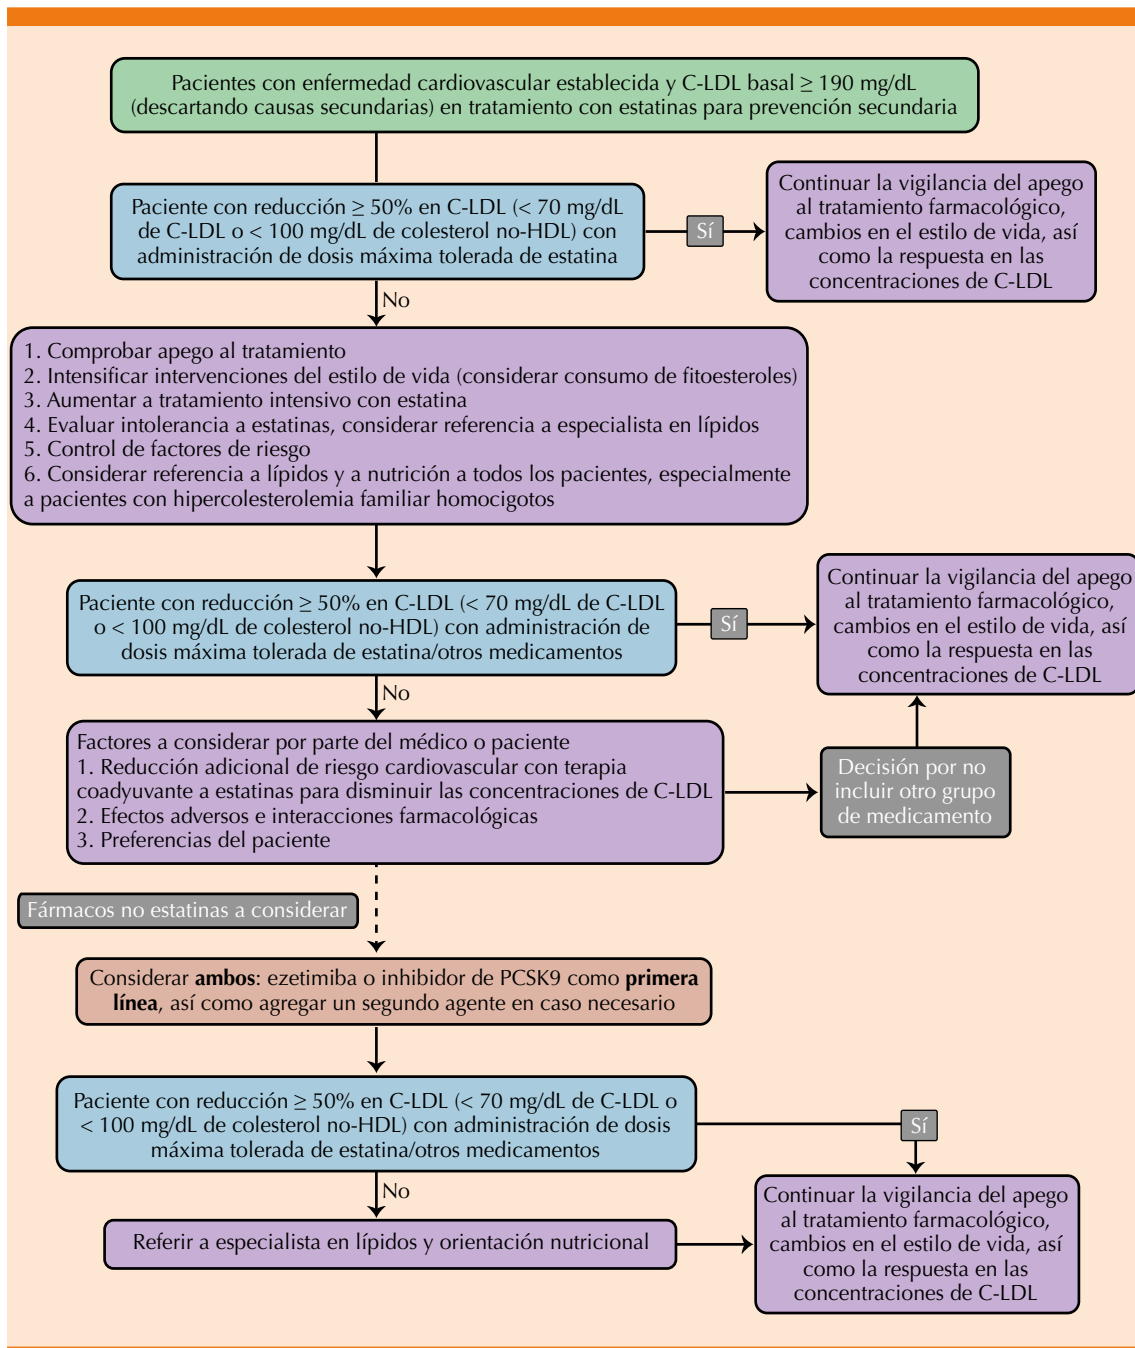 Pacientes con enfermedad cardiovascular establecida y C-LDL basal ≥ 190 mg/dL
(descartando causas secundarias) en tratamiento con estatinas para prevención secundaria
Paciente con reducción ≥ 50% en C-LDL (< 70 mg/dL
de C-LDL o < 100 mg/dL de colesterol no-HDL) con
administración de dosis máxima tolerada de estatina
Sí
Continuar la vigilancia del apego
al tratamiento farmacológico,
cambios en el estilo de vida, así
como la respuesta en las
concentraciones de C-LDL
No
1. Comprobar apego al tratamiento
2. Intensificar intervenciones del estilo de vida (considerar consumo de fitoesteroles)
3. Aumentar a tratamiento intensivo con estatina
4. Evaluar intolerancia a estatinas, considerar referencia a especialista en lípidos
5. Control de factores de riesgo
6. Considerar referencia a lípidos y a nutrición a todos los pacientes, especialmente
a pacientes con hipercolesterolemia familiar homocigotos
Paciente con reducción ≥ 50% en C-LDL (< 70 mg/dL de C-LDL
o < 100 mg/dL de colesterol no-HDL) con administración de
dosis máxima tolerada de estatina/otros medicamentos
Sí
Continuar la vigilancia del apego
al tratamiento farmacológico,
cambios en el estilo de vida, así
como la respuesta en las
concentraciones de C-LDL
No
Factores a considerar por parte del médico o paciente
1. Reducción adicional de riesgo cardiovascular con terapia
coadyuvante a estatinas para disminuir las concentraciones de C-LDL
2. Efectos adversos e interacciones farmacológicas
3. Preferencias del paciente
Decisión por no
incluir otro grupo
de medicamento
Fármacos no estatinas a considerar
Considerar ambos: ezetimiba o inhibidor de PCSK9 como primera
línea, así como agregar un segundo agente en caso necesario
Paciente con reducción ≥ 50% en C-LDL (< 70 mg/dL de C-LDL o
< 100 mg/dL de colesterol no-HDL) con administración de dosis
máxima tolerada de estatina/otros medicamentos
Sí
No
Referir a especialista en lípidos y orientación nutricional
Continuar la vigilancia del apego
al tratamiento farmacológico,
cambios en el estilo de vida, así
como la respuesta en las
concentraciones de C-LDL